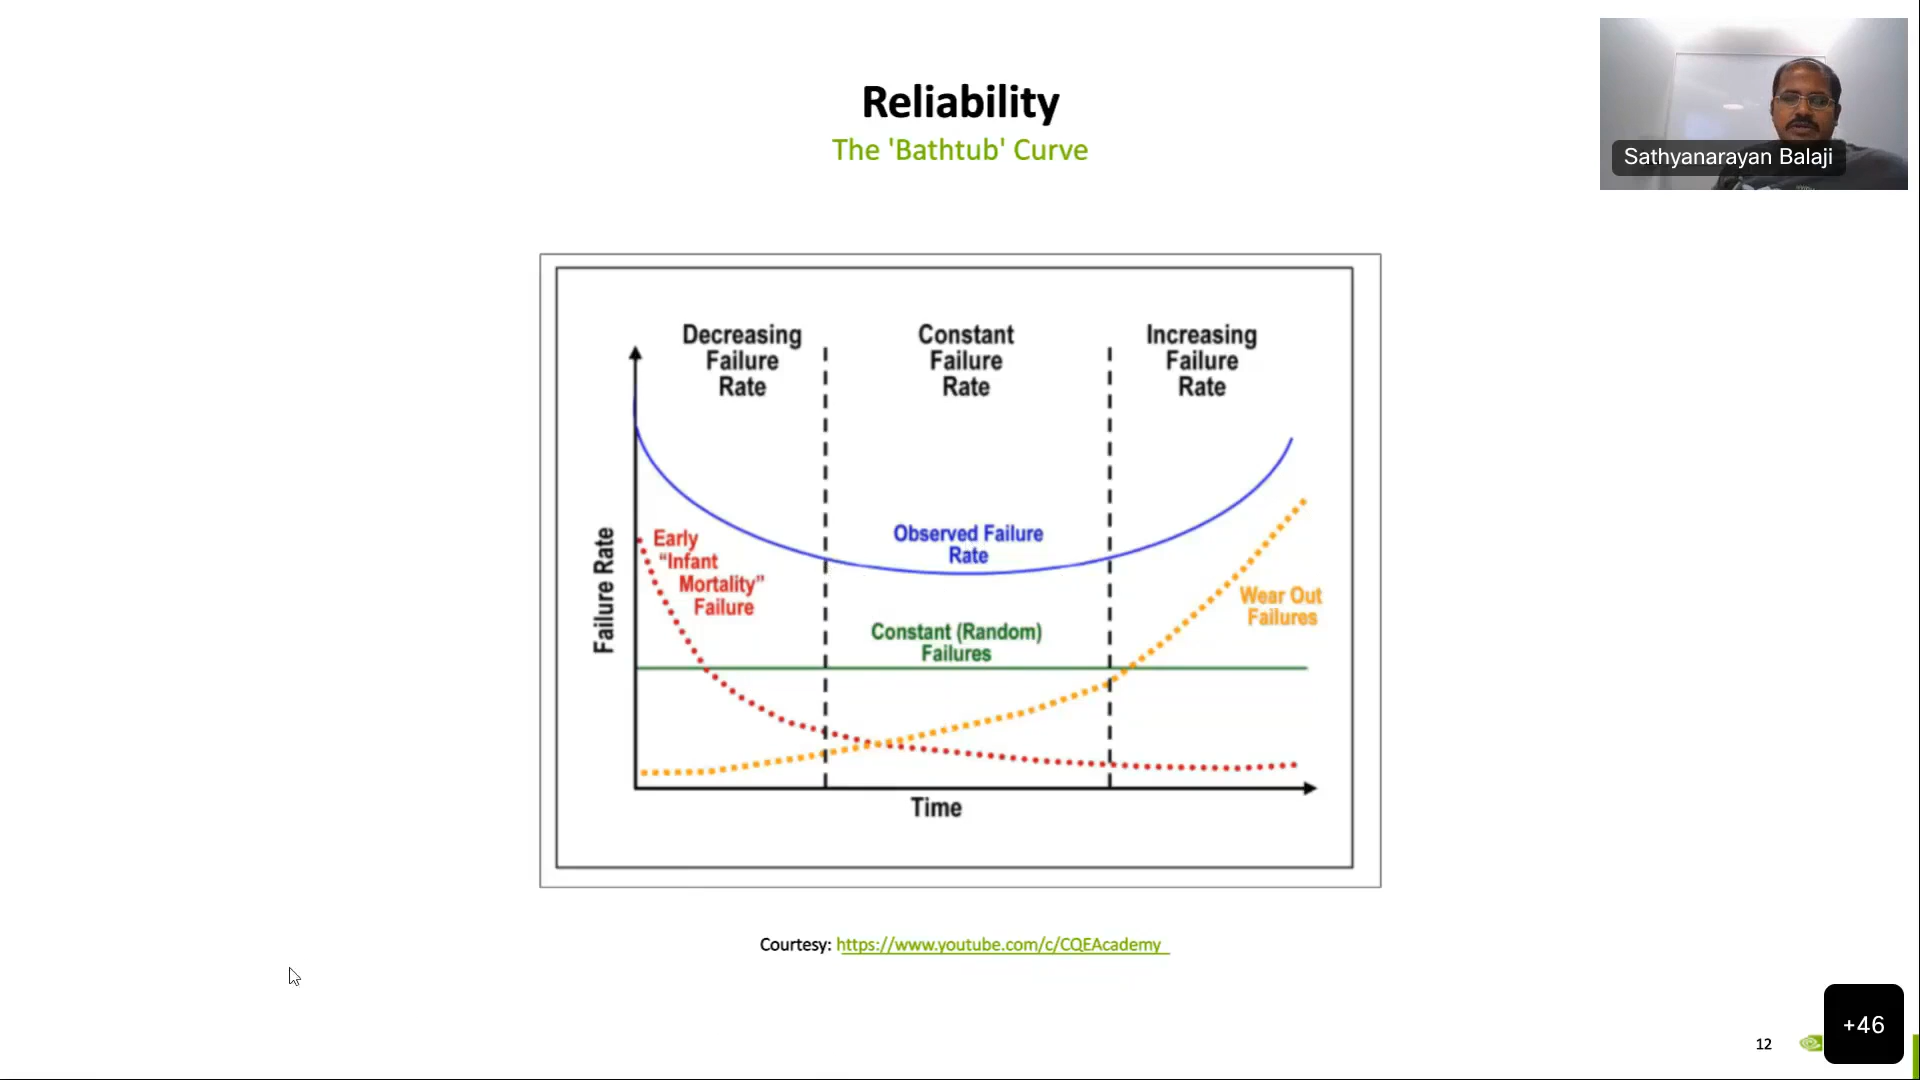 Reliability
The 'Bathtub' Curve
Sathyanarayan Balaji
Decreasing
Failure
Rate
Constant
Failure
Rate
Increasing
Failure
Rate
Failure Rate
Early
“Infant
Mortality”
Failure
Observed Failure
Rate
Constant (Random)
Failures
Wear Out
Failures
Time
Courtesy: https://www.youtube.com/c/CQEAcademy
12
+46